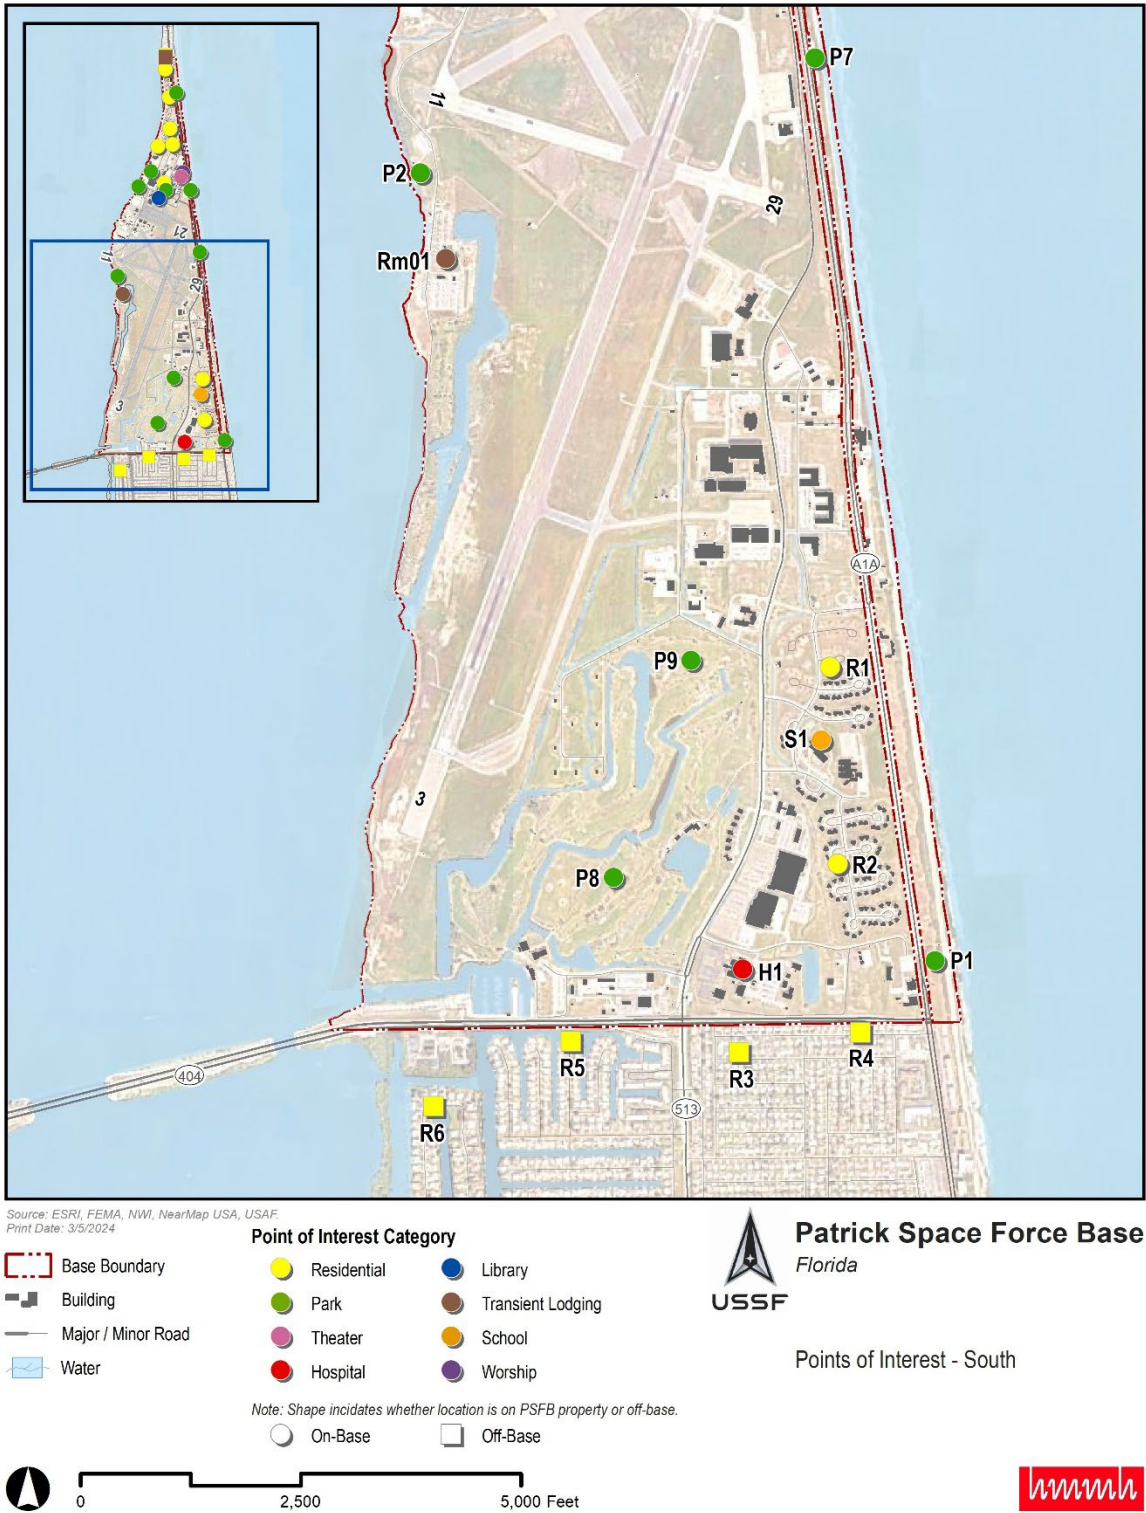 P7
11
P2
29
Rm01
21
11
29
3
A1A
P9
R1
S1
3
R2
P8
P1
H1
R5
R4
R3
404
513
R6
Source: ESRI, FEMA, NWI, NearMap USA, USAF.
Print Date: 3/5/2024
Base Boundary
Building
Major / Minor Road
Water
Point of Interest Category
Residential
Library
Park
Transient Lodging
Theater
School
Hospital
Worship
Note: Shape incidates whether location is on PSFB property or off-base.
On-Base
Off-Base
USSF
Patrick Space Force Base
Florida
Points of Interest - South
0
2,500
5,000 Feet
hmmh